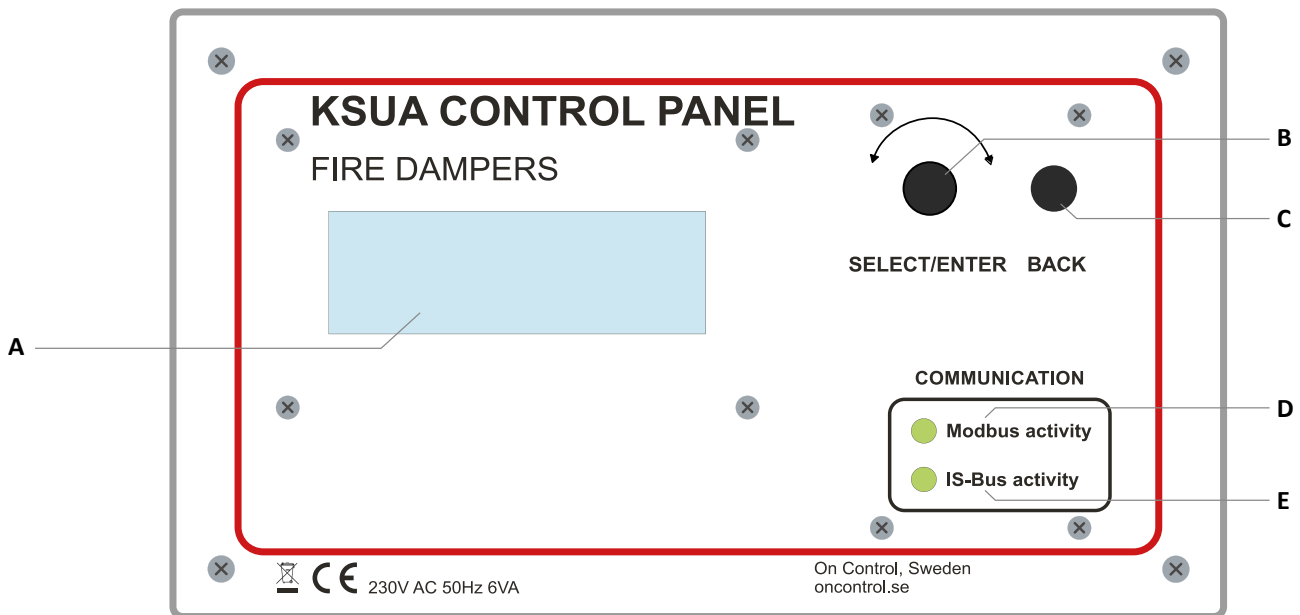 KSUA CONTROL PANEL
FIRE DAMPERS
B
C
SELECT/ENTER BACK
A
COMMUNICATION
D
Modbus activity
IS-Bus activity
E
CE 230V AC 50Hz 6VA
On Control, Sweden
oncontrol.se